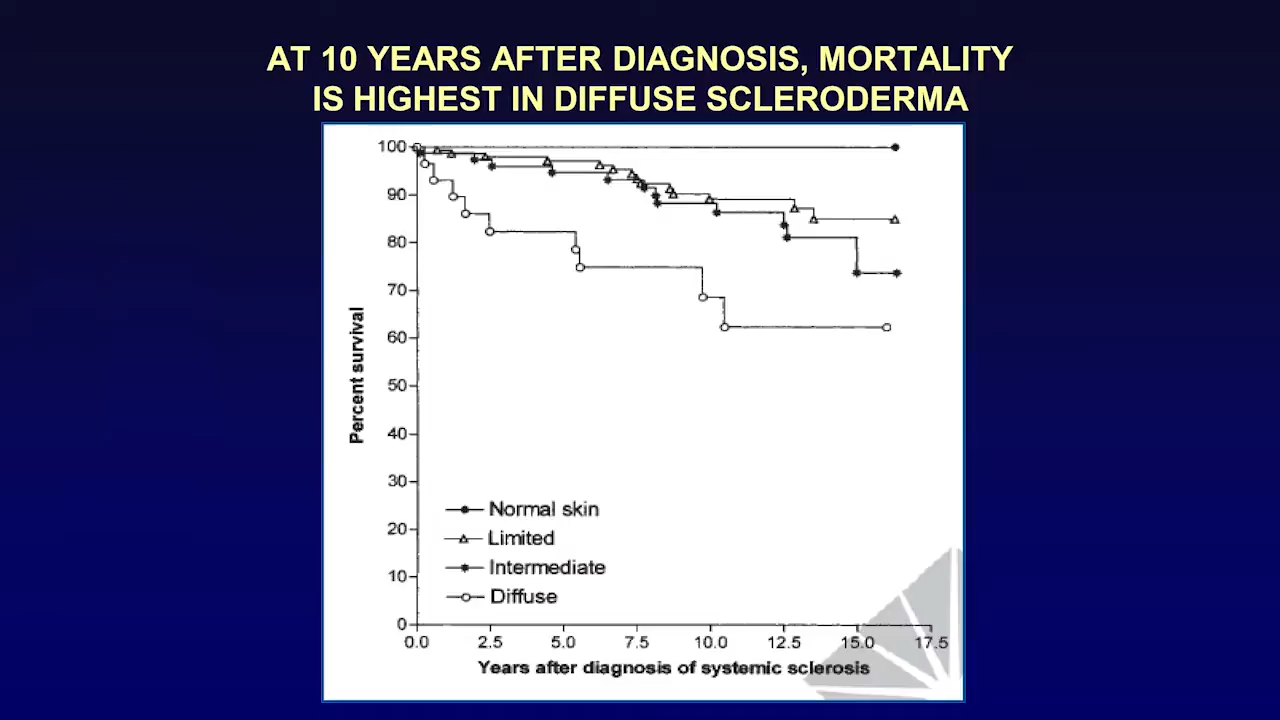 AT 10 YEARS AFTER DIAGNOSIS, MORTALITY
IS HIGHEST IN DIFFUSE SCLERODERMA
100
90
80
70
60
50
40
30
20
10
0
Percent survival
Normal skin
Limited
Intermediate
Diffuse
0.0 2.5 5.0 7.5 10.0 12.5 15.0 17.5
Years after diagnosis of systemic sclerosis